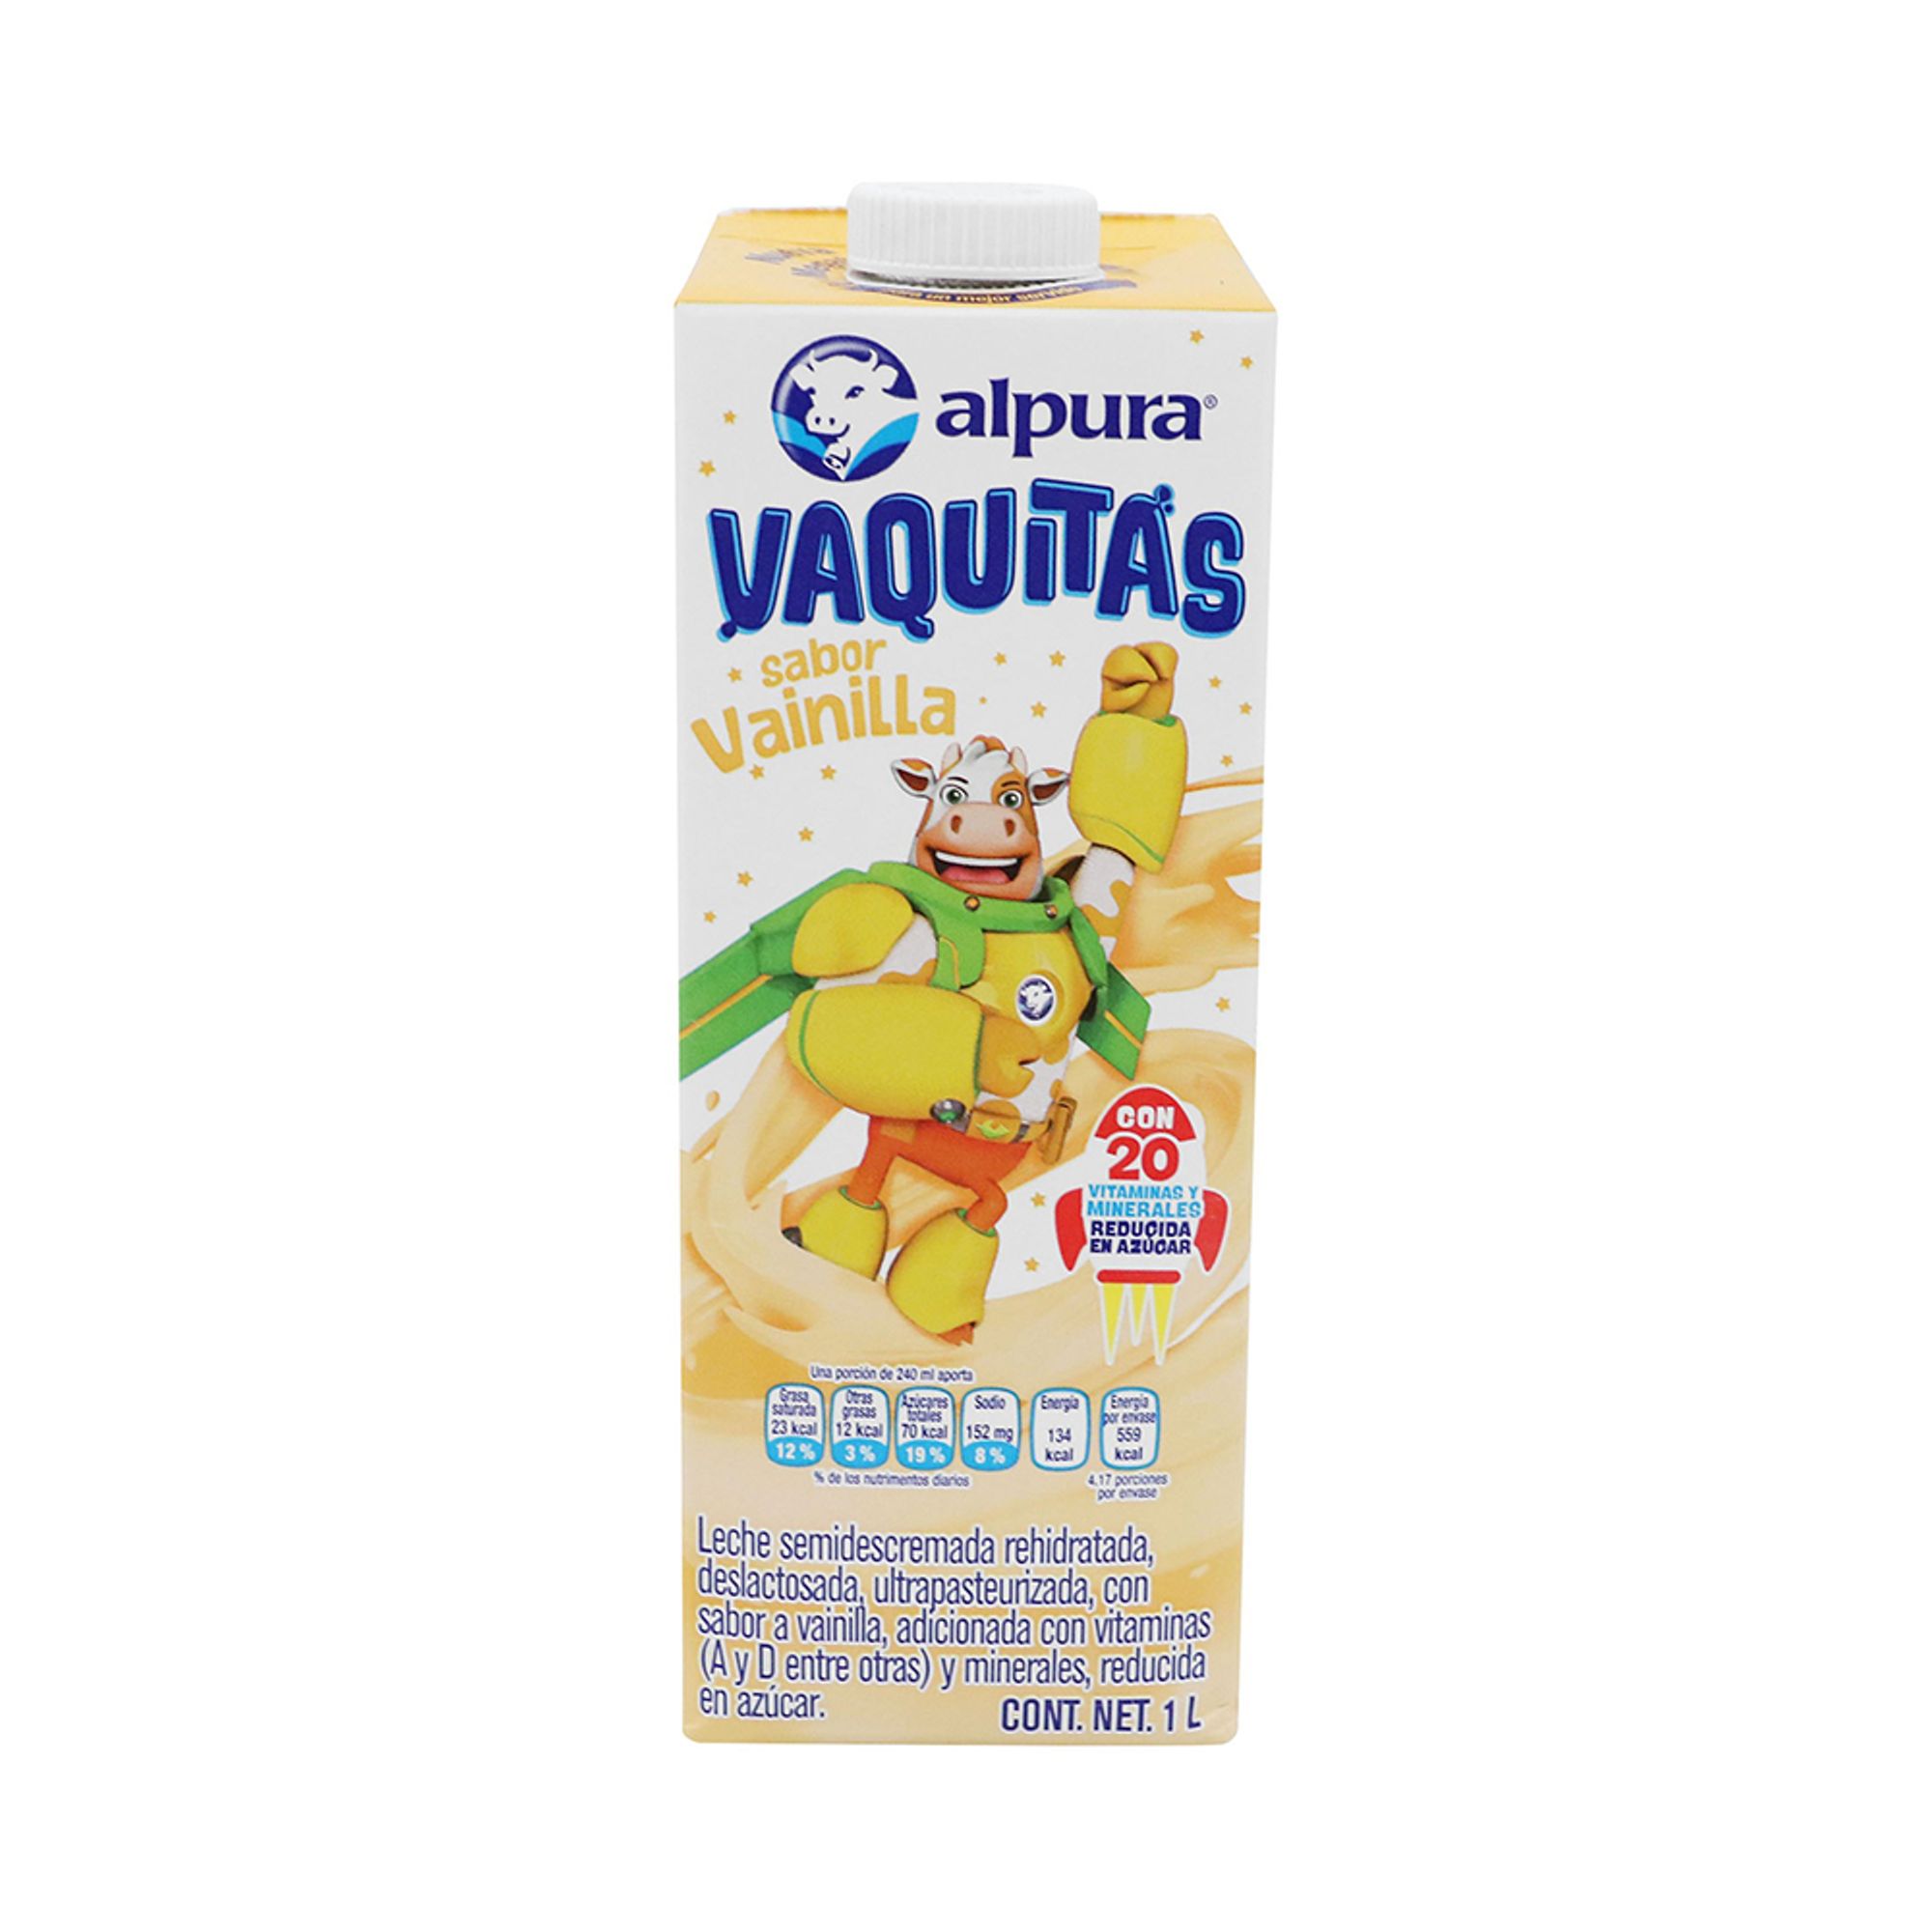 en mejor
alpura®
VAQUITAS
sabor
Vainilla
CON
20
VITAMINAS Y
MINERALES
REDUCIDA
EN AZÚCAR
Una porción de 240 ml aporta
Grasa saturada 23 kcal 12 %
Otras grasas 12 kcal 3 %
Azúcares totales 70 kcal 19 %
Sodio 152 mg 8 %
Energía 134 kcal
Energía por envase 559 kcal
% de los nutrimentos diarios
4.17 porciones
por envase
Leche semidescremada rehidratada,
deslactosada, ultrapasteurizada, con
sabor a vainilla, adicionada con vitaminas
(A y D entre otras) y minerales, reducida
en azúcar.
CONT. NET. 1 L